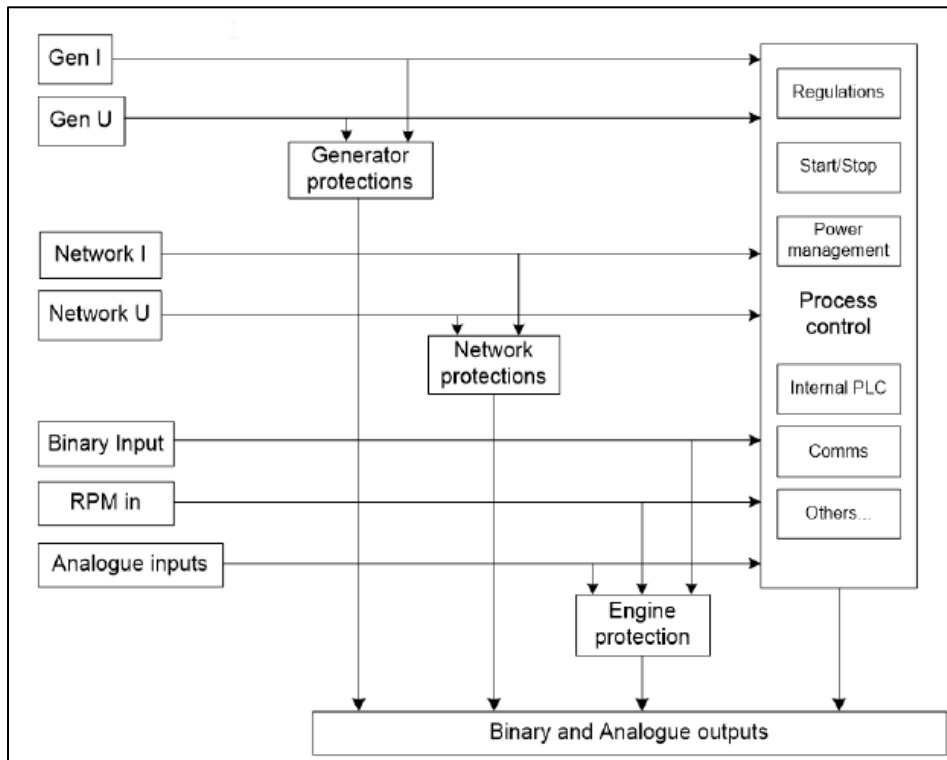 Gen I
Gen U
Generator
protections
Network I
Network U
Network
protections
Binary Input
RPM in
Analogue inputs
Engine
protection
Regulations
Start/Stop
Power
management
Process
control
Internal PLC
Comms
Others...
Binary and Analogue outputs